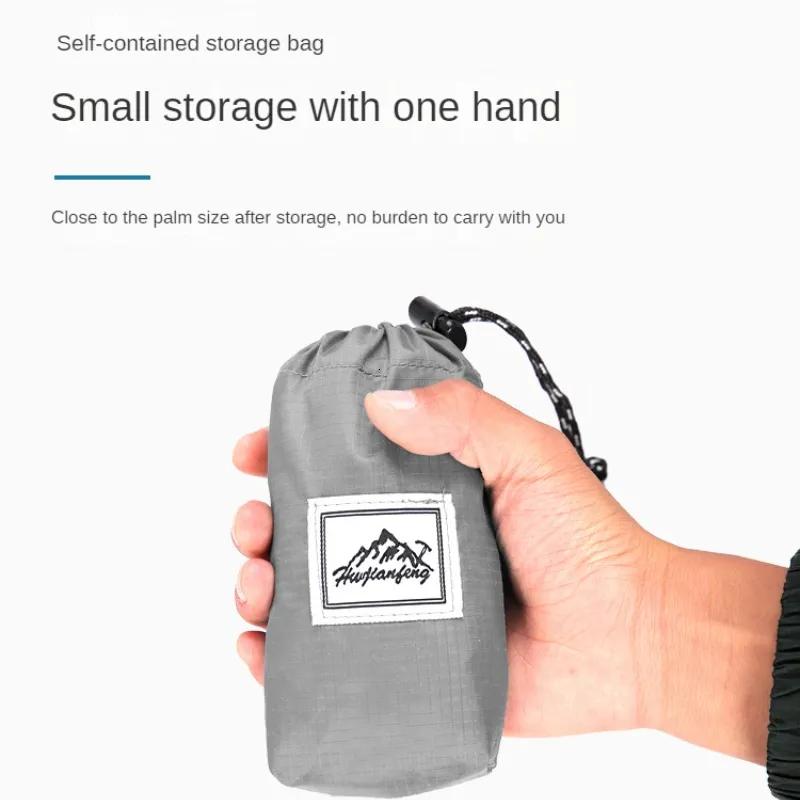 Self-contained storage bag
Small storage with one hand
Close to the palm size after storage, no burden to carry with you
Huwjianfeng